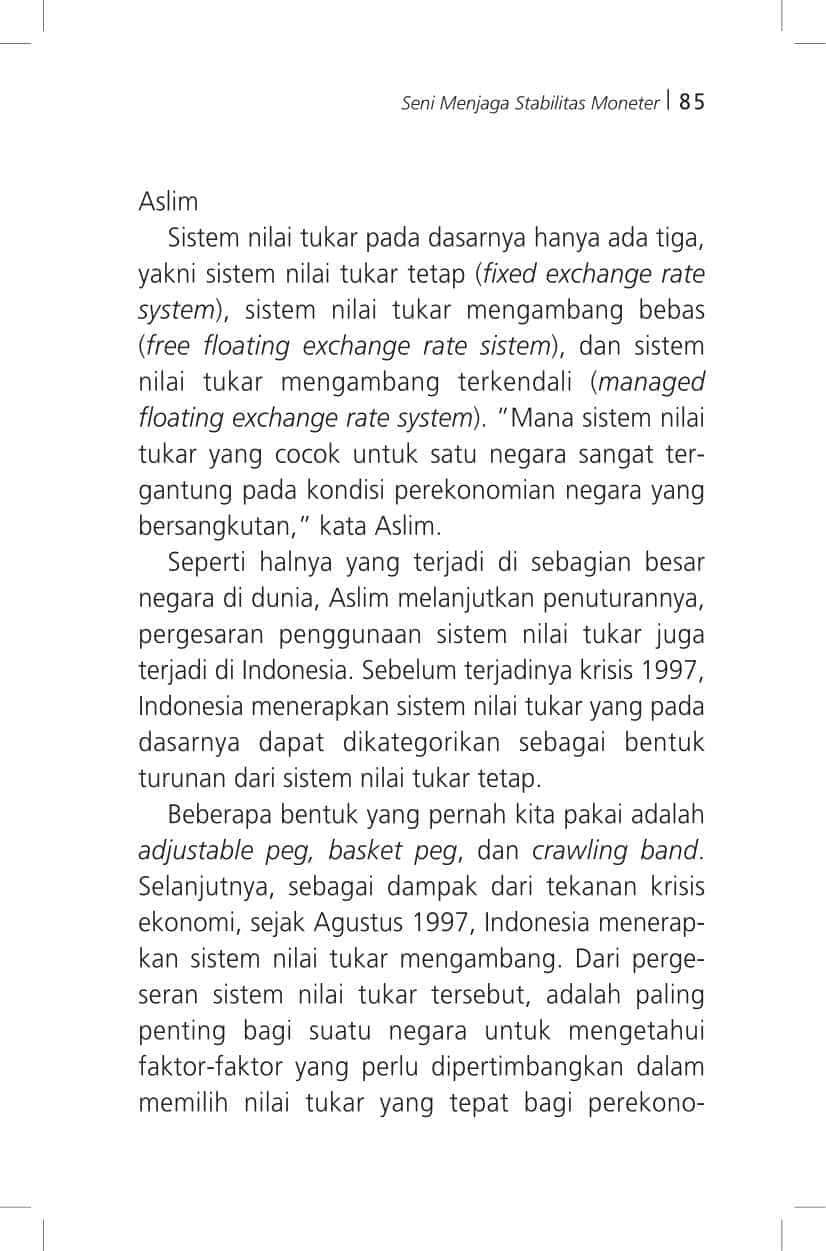 Seni Menjaga Stabilitas Moneter | 85
Aslim
Sistem nilai tukar pada dasarnya hanya ada tiga,
yakni sistem nilai tukar tetap (fixed exchange rate
system), sistem nilai tukar mengambang bebas
(free floating exchange rate sistem), dan sistem
nilai tukar mengambang terkendali (managed
floating exchange rate system). "Mana sistem nilai
tukar yang cocok untuk satu negara sangat ter-
gantung pada kondisi perekonomian negara yang
bersangkutan," kata Aslim.
Seperti halnya yang terjadi di sebagian besar
negara di dunia, Aslim melanjutkan penuturannya,
pergesaran penggunaan sistem nilai tukar juga
terjadi di Indonesia. Sebelum terjadinya krisis 1997,
Indonesia menerapkan sistem nilai tukar yang pada
dasarnya dapat dikategorikan sebagai bentuk
turunan dari sistem nilai tukar tetap.
Beberapa bentuk yang pernah kita pakai adalah
adjustable peg, basket peg, dan crawling band.
Selanjutnya, sebagai dampak dari tekanan krisis
ekonomi, sejak Agustus 1997, Indonesia menerap-
kan sistem nilai tukar mengambang. Dari perge-
seran sistem nilai tukar tersebut, adalah paling
penting bagi suatu negara untuk mengetahui
faktor-faktor yang perlu dipertimbangkan dalam
memilih nilai tukar yang tepat bagi perekono-